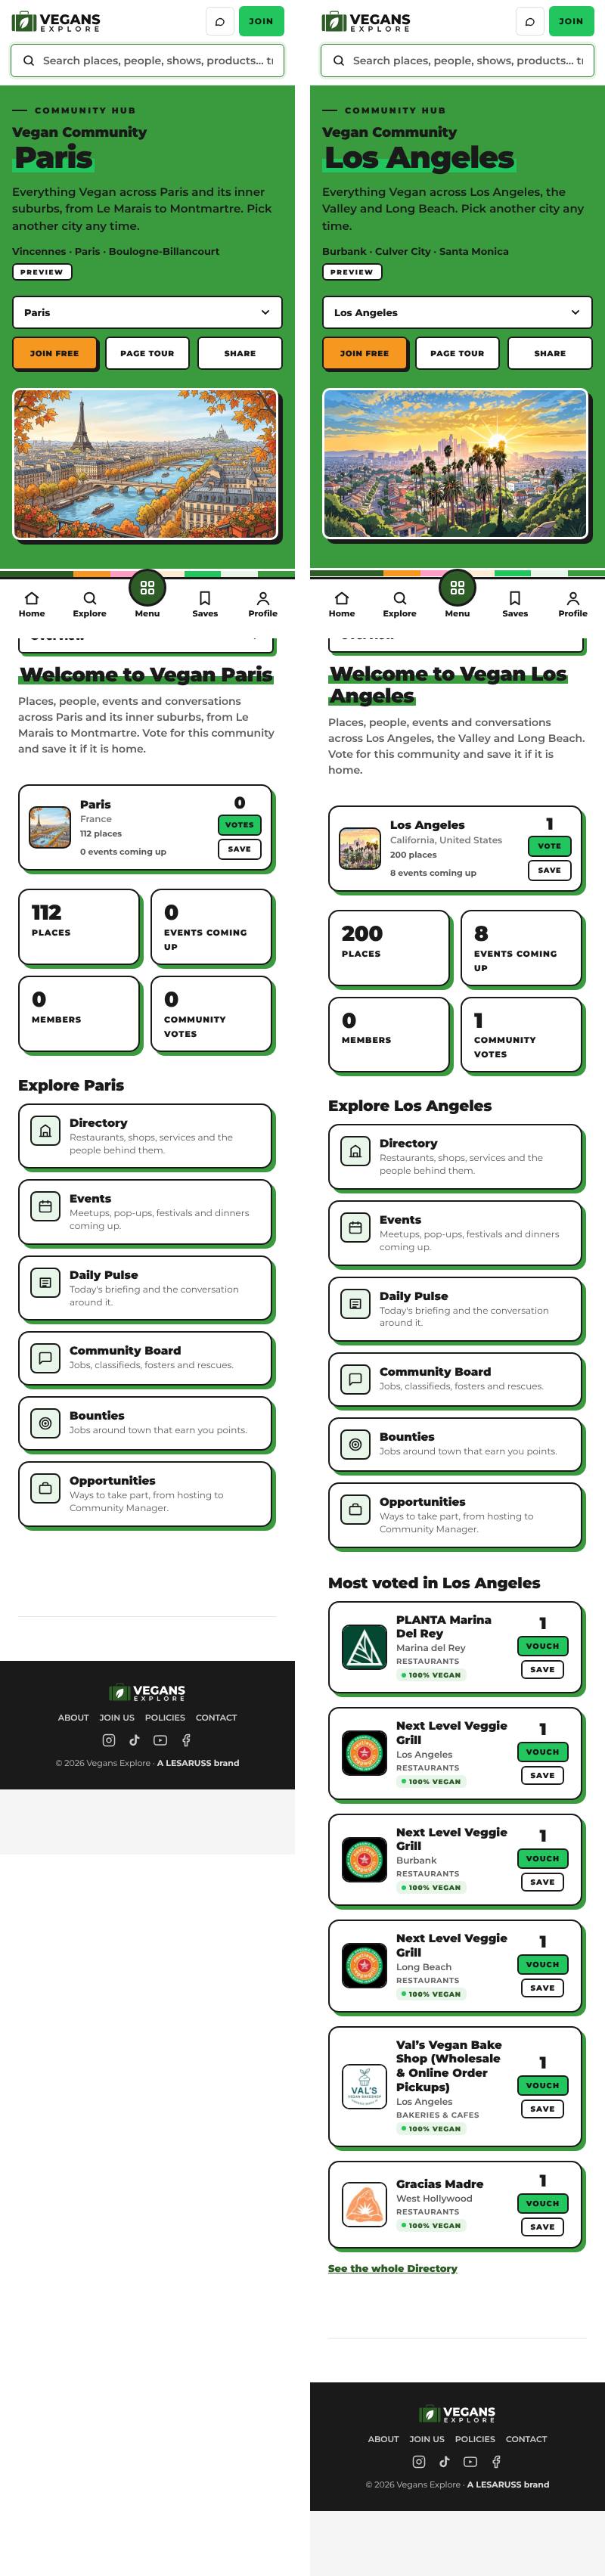 VEGANS
EXPLORE
JOIN
Search places, people, shows, products... tr
COMMUNITY HUB
Vegan Community
Paris
Everything Vegan across Paris and its inner
suburbs, from Le Marais to Montmartre. Pick
another city any time.
Vincennes · Paris · Boulogne-Billancourt
PREVIEW
Paris
JOIN FREE
PAGE TOUR
SHARE
Home
Explore
Menu
Saves
Profile
Welcome to Vegan Paris
Places, people, events and conversations
across Paris and its inner suburbs, from Le
Marais to Montmartre. Vote for this community
and save it if it is home.
Paris
France
112 places
0 events coming up
0
VOTES
SAVE
112
PLACES
0
EVENTS COMING
UP
0
MEMBERS
0
COMMUNITY
VOTES
Explore Paris
Directory
Restaurants, shops, services and the
people behind them.
Events
Meetups, pop-ups, festivals and dinners
coming up.
Daily Pulse
Today's briefing and the conversation
around it.
Community Board
Jobs, classifieds, fosters and rescues.
Bounties
Jobs around town that earn you points.
Opportunities
Ways to take part, from hosting to
Community Manager.
VEGANS
EXPLORE
ABOUT JOIN US POLICIES CONTACT
© 2026 Vegans Explore · A LESARUSS brand
VEGANS
EXPLORE
JOIN
Search places, people, shows, products... tr
COMMUNITY HUB
Vegan Community
Los Angeles
Everything Vegan across Los Angeles, the
Valley and Long Beach. Pick another city any
time.
Burbank · Culver City · Santa Monica
PREVIEW
Los Angeles
JOIN FREE
PAGE TOUR
SHARE
Home
Explore
Menu
Saves
Profile
Welcome to Vegan Los
Angeles
Places, people, events and conversations
across Los Angeles, the Valley and Long Beach.
Vote for this community and save it if it is
home.
Los Angeles
California, United States
200 places
8 events coming up
1
VOTE
SAVE
200
PLACES
8
EVENTS COMING
UP
0
MEMBERS
1
COMMUNITY
VOTES
Explore Los Angeles
Directory
Restaurants, shops, services and the
people behind them.
Events
Meetups, pop-ups, festivals and dinners
coming up.
Daily Pulse
Today's briefing and the conversation
around it.
Community Board
Jobs, classifieds, fosters and rescues.
Bounties
Jobs around town that earn you points.
Opportunities
Ways to take part, from hosting to
Community Manager.
Most voted in Los Angeles
PLANTA Marina
Del Rey
Marina del Rey
RESTAURANTS
100% VEGAN
1
VOUCH
SAVE
Next Level Veggie
Grill
Los Angeles
RESTAURANTS
100% VEGAN
1
VOUCH
SAVE
Next Level Veggie
Grill
Burbank
RESTAURANTS
100% VEGAN
1
VOUCH
SAVE
Next Level Veggie
Grill
Long Beach
RESTAURANTS
100% VEGAN
1
VOUCH
SAVE
VAL'S
Val's Vegan Bake
Shop (Wholesale
& Online Order
Pickups)
Los Angeles
BAKERIES & CAFES
100% VEGAN
1
VOUCH
SAVE
Gracias Madre
West Hollywood
RESTAURANTS
100% VEGAN
1
VOUCH
SAVE
See the whole Directory
VEGANS
EXPLORE
ABOUT JOIN US POLICIES CONTACT
© 2026 Vegans Explore · A LESARUSS brand